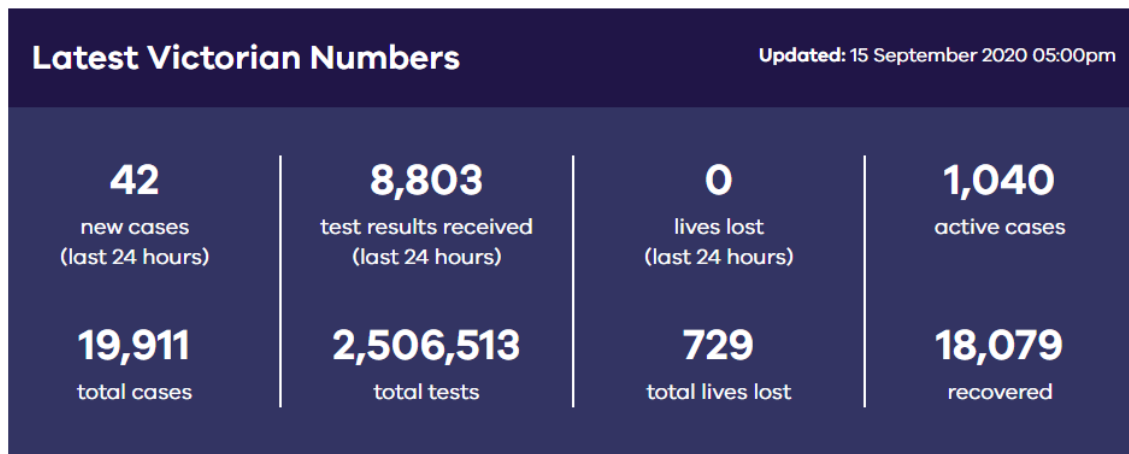 Latest Victorian Numbers
Updated: 15 September 2020 05:00pm
42
new cases
(last 24 hours)
8,803
test results received
(last 24 hours)
0
lives lost
(last 24 hours)
1,040
active cases
19,911
total cases
2,506,513
total tests
729
total lives lost
18,079
recovered